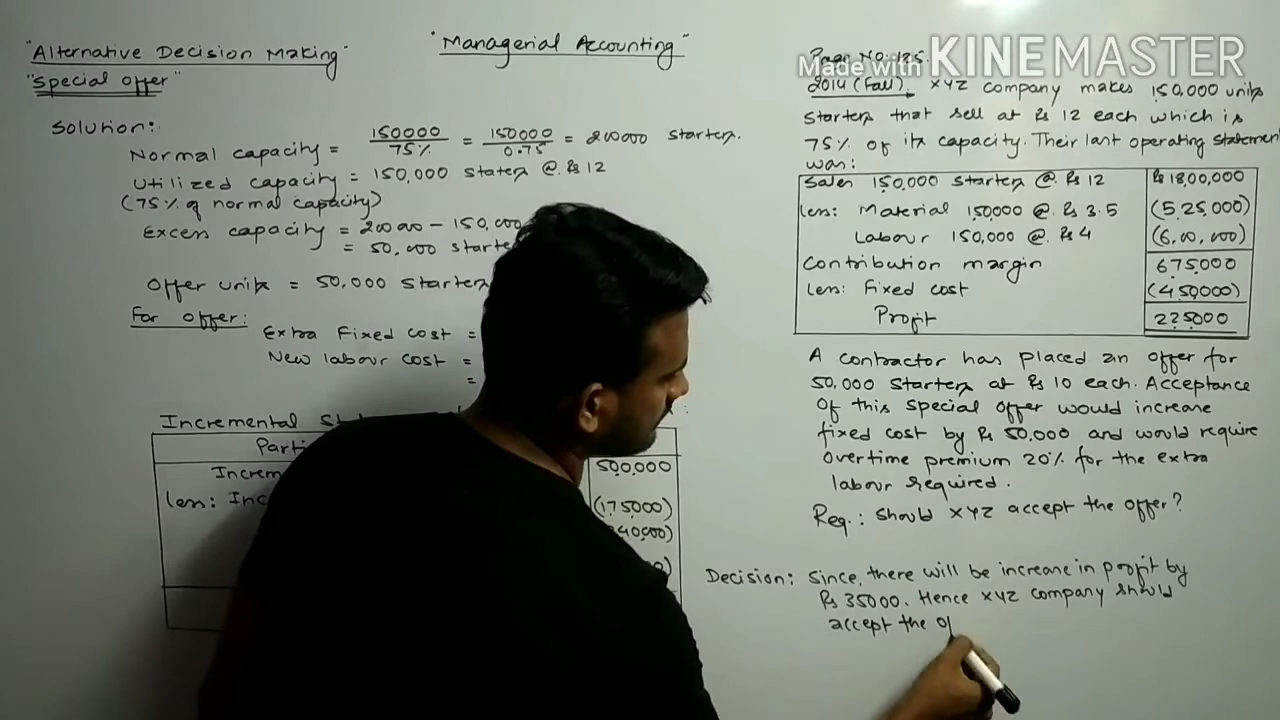 "Managerial Accounting"
"Alternative Decision Making"
"Special Offer"
Solution:
Normal capacity = 150000/75% = 150000/0.75 = 200000 starters.
Utilized capacity = 150,000 staters @ Rs 12
(75% of normal capacity)
Excess capacity = 200000 - 150,000
= 50,000 starte
Offer units = 50,000 starters
For Offer:
Extra Fixed cost =
New labour cost =
=
Incremental St
Parti
Increm 500,000
less: Inc (175000)
40,000)
Made with KINEMASTER
Page No. 125.
2014 (Fall) XYZ company makes 150,000 units
starters that sell at Rs 12 each which is
75% of its capacity. Their last operating statement
was:
Sales 150,000 starters @ Rs 12 Rs 18,00,000
less: Material 150,000 @ Rs 3.5 (5,25,000)
Labour 150,000 @ Rs 4 (6,00,000)
Contribution margin 675,000
less: Fixed cost (450000)
Profit 225000
A contractor has placed an offer for
50,000 starters at Rs 10 each. Acceptance
of this special offer would increase
fixed cost by Rs 50,000 and would require
overtime premium 20% for the extra
labour required.
Req.: Should XYZ accept the offer?
Decision: Since, there will be increase in profit by
Rs 35000. Hence XYZ company should
accept the of